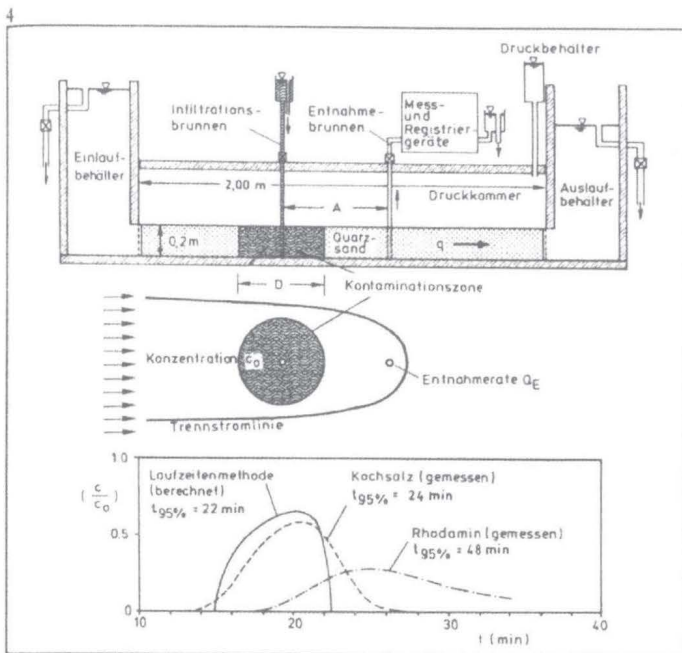 4
Druckbehälter
Infiltrations-
brunnen
Entnahme-
brunnen
Mess-
und
Registrier-
geräte
Einlauf-
behälter
2,00 m
A
Druckkammer
Auslauf-
behälter
0,2 m
Quarz-
sand
q
D
Kontaminationszone
Konzentration c₀
Entnahmerate Q_E
Trennstromlinie
1.0
(c/c₀)
0.5
0
Laufzeitenmethode
(berechnet)
t95% = 22 min
Kochsalz (gemessen)
t95% = 24 min
Rhodamin (gemessen)
t95% = 48 min
10 20 30 40
t (min)